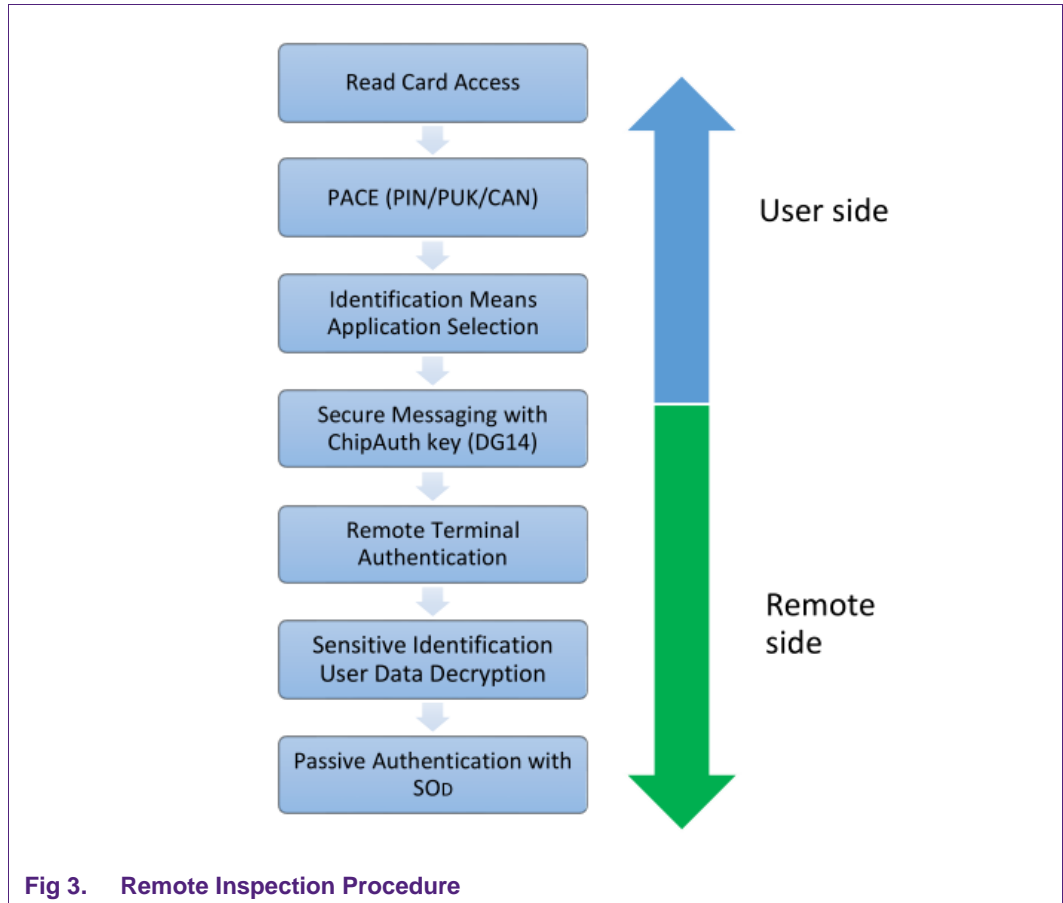 Read Card Access
PACE (PIN/PUK/CAN)
User side
Identification Means
Application Selection
Secure Messaging with
ChipAuth key (DG14)
Remote Terminal
Authentication
Remote
side
Sensitive Identification
User Data Decryption
Passive Authentication with
SOD
Fig 3. Remote Inspection Procedure